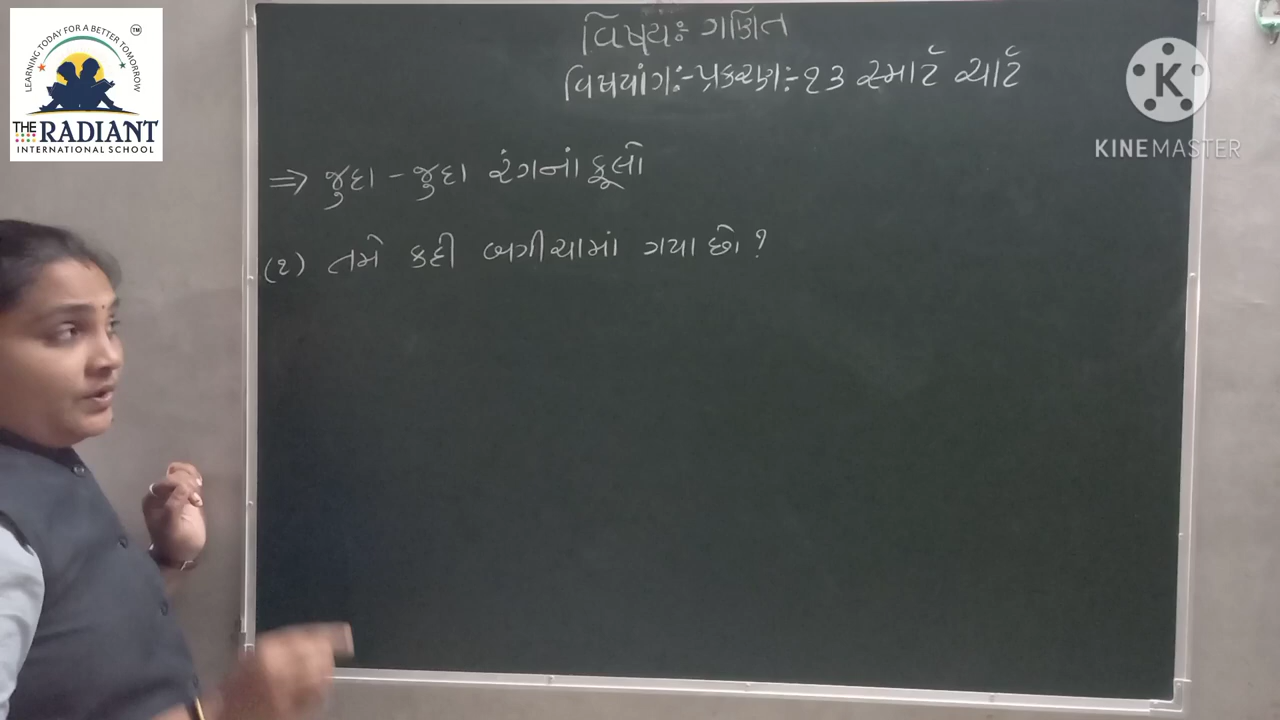 LEARNING TODAY FOR A BETTER TOMORROW
TM
THE RADIANT
INTERNATIONAL SCHOOL
K
KINEMASTER
વિષય: ગણિત
વિષયાંગ:- પ્રકરણ:- ૧૩ સ્માર્ટ ચાર્ટ
⇒ જુદા - જુદા રંગનાં ફૂલો
(૧) તમે કદી બગીચામાં ગયા છો ?